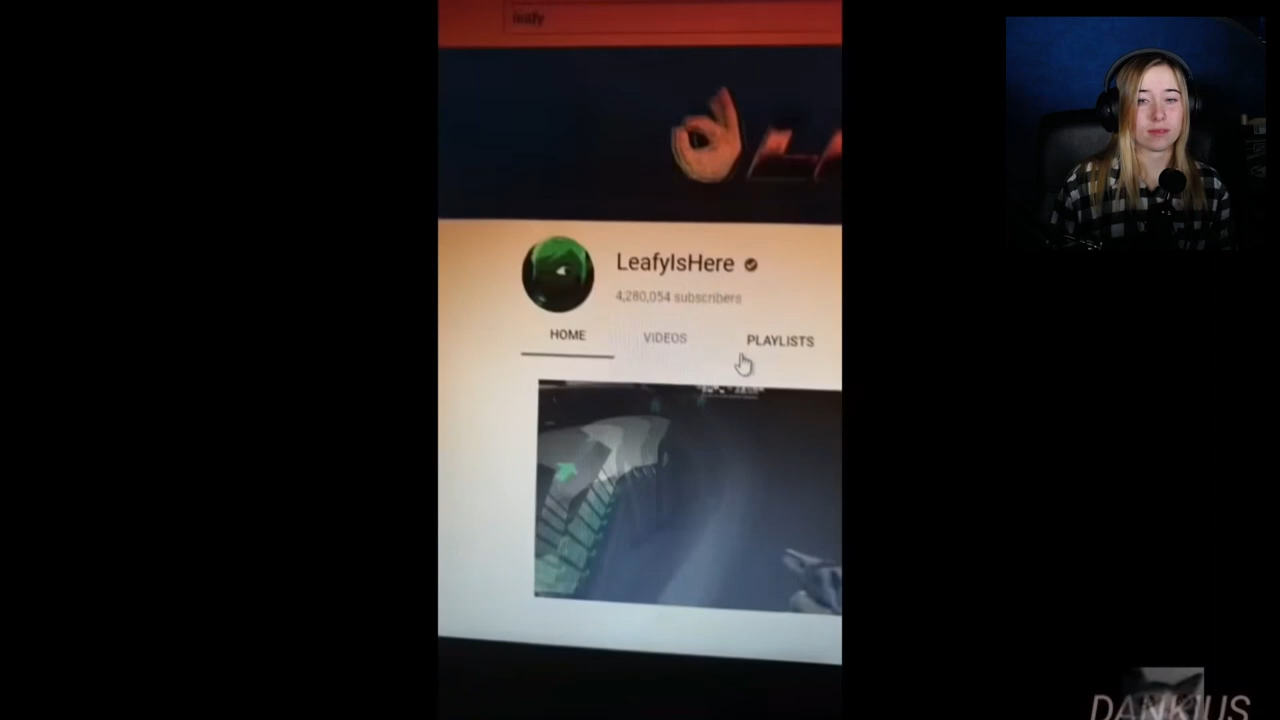 leafy
LeafyIsHere
4,280,054 subscribers
HOME
VIDEOS
PLAYLISTS
DANKIUS